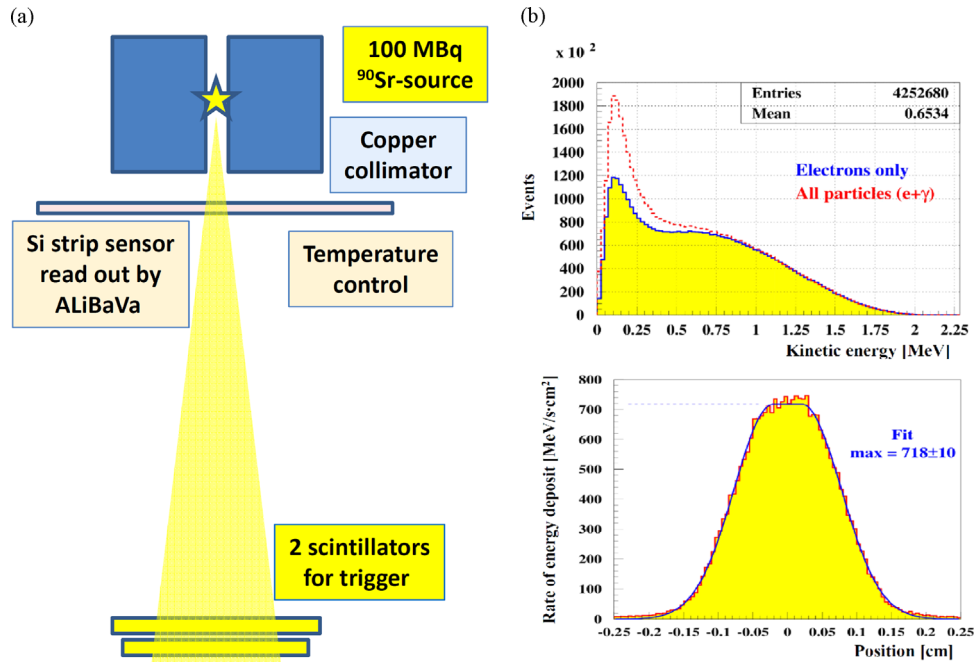 (a)
100 MBq
⁹⁰Sr-source
Copper
collimator
Si strip sensor
read out by
ALiBaVa
Temperature
control
2 scintillators
for trigger
(b)
x 10 ²
Events
2000
1800
1600
1400
1200
1000
800
600
400
200
0
Entries 4252680
Mean 0.6534
Electrons only
All particles (e+γ)
0 0.25 0.5 0.75 1 1.25 1.5 1.75 2 2.25
Kinetic energy [MeV]
Rate of energy deposit [MeV/s·cm²]
800
700
600
500
400
300
200
100
0
Fit
max = 718±10
-0.25 -0.2 -0.15 -0.1 -0.05 0 0.05 0.1 0.15 0.2 0.25
Position [cm]